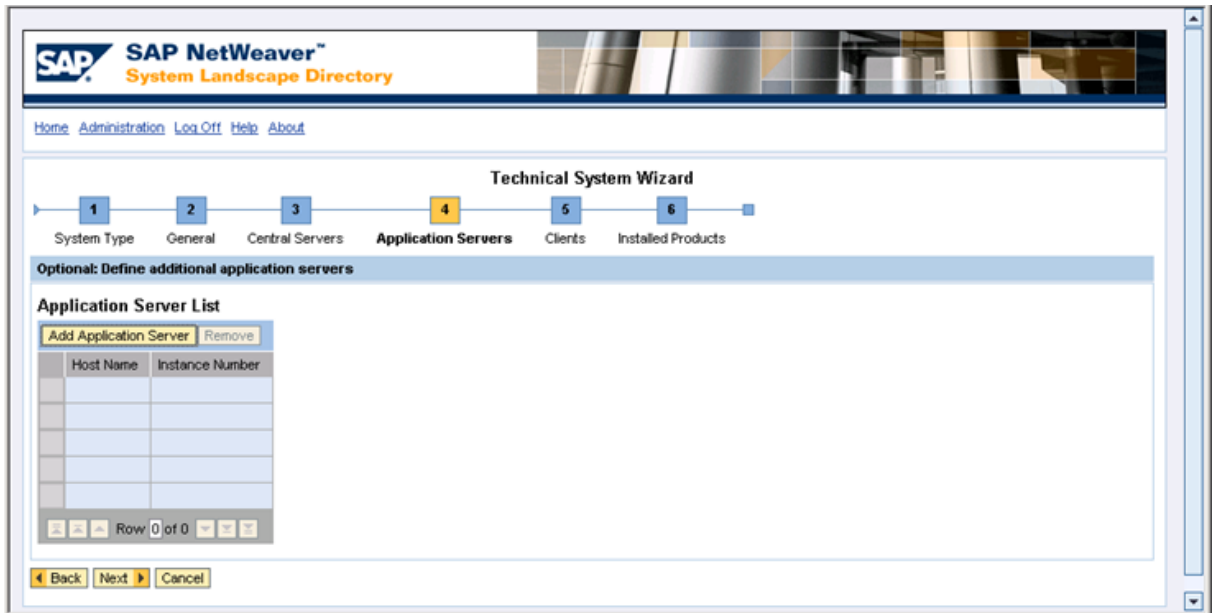 SAP SAP NetWeaver™
System Landscape Directory
Home Administration Log Off Help About
Technical System Wizard
1 2 3 4 5 6
System Type General Central Servers Application Servers Clients Installed Products
Optional: Define additional application servers
Application Server List
Add Application Server Remove
Host Name Instance Number
Row 0 of 0
Back Next Cancel